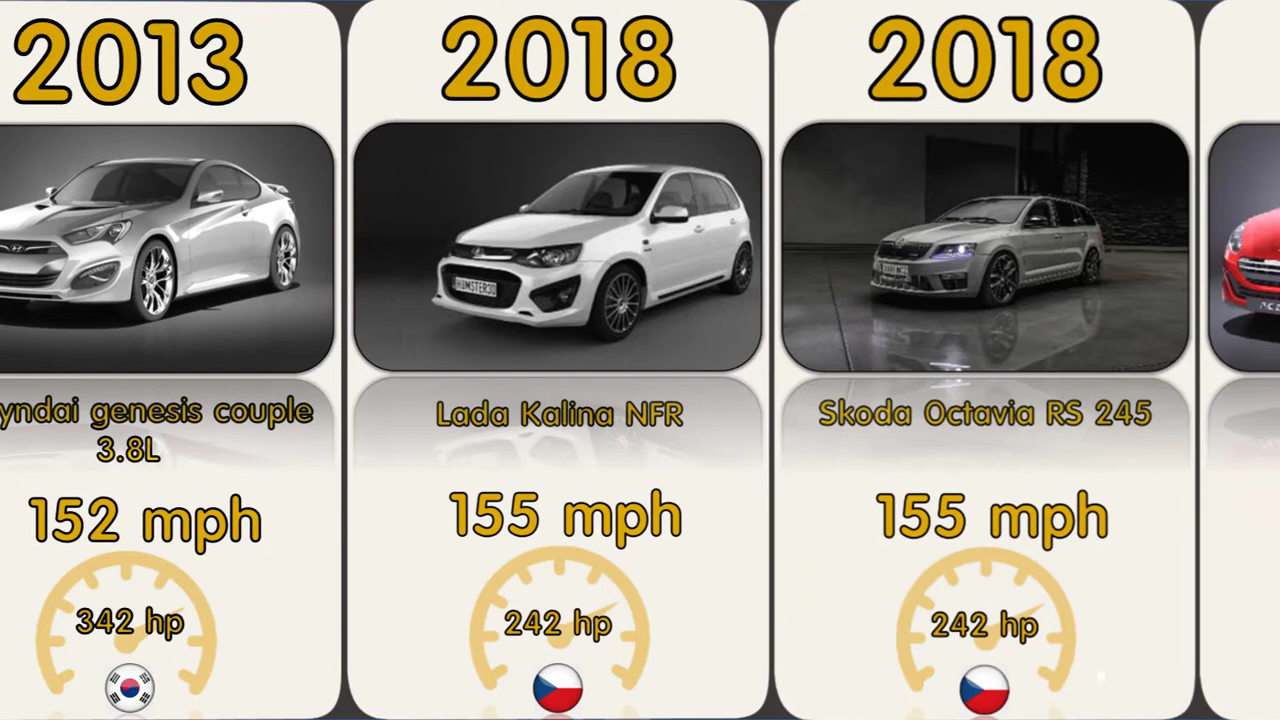 2013
2018
2018
yndai genesis couple
3.8L
Lada Kalina NFR
Skoda Octavia RS 245
152 mph
155 mph
155 mph
342 hp
242 hp
242 hp
HUMSTER3D